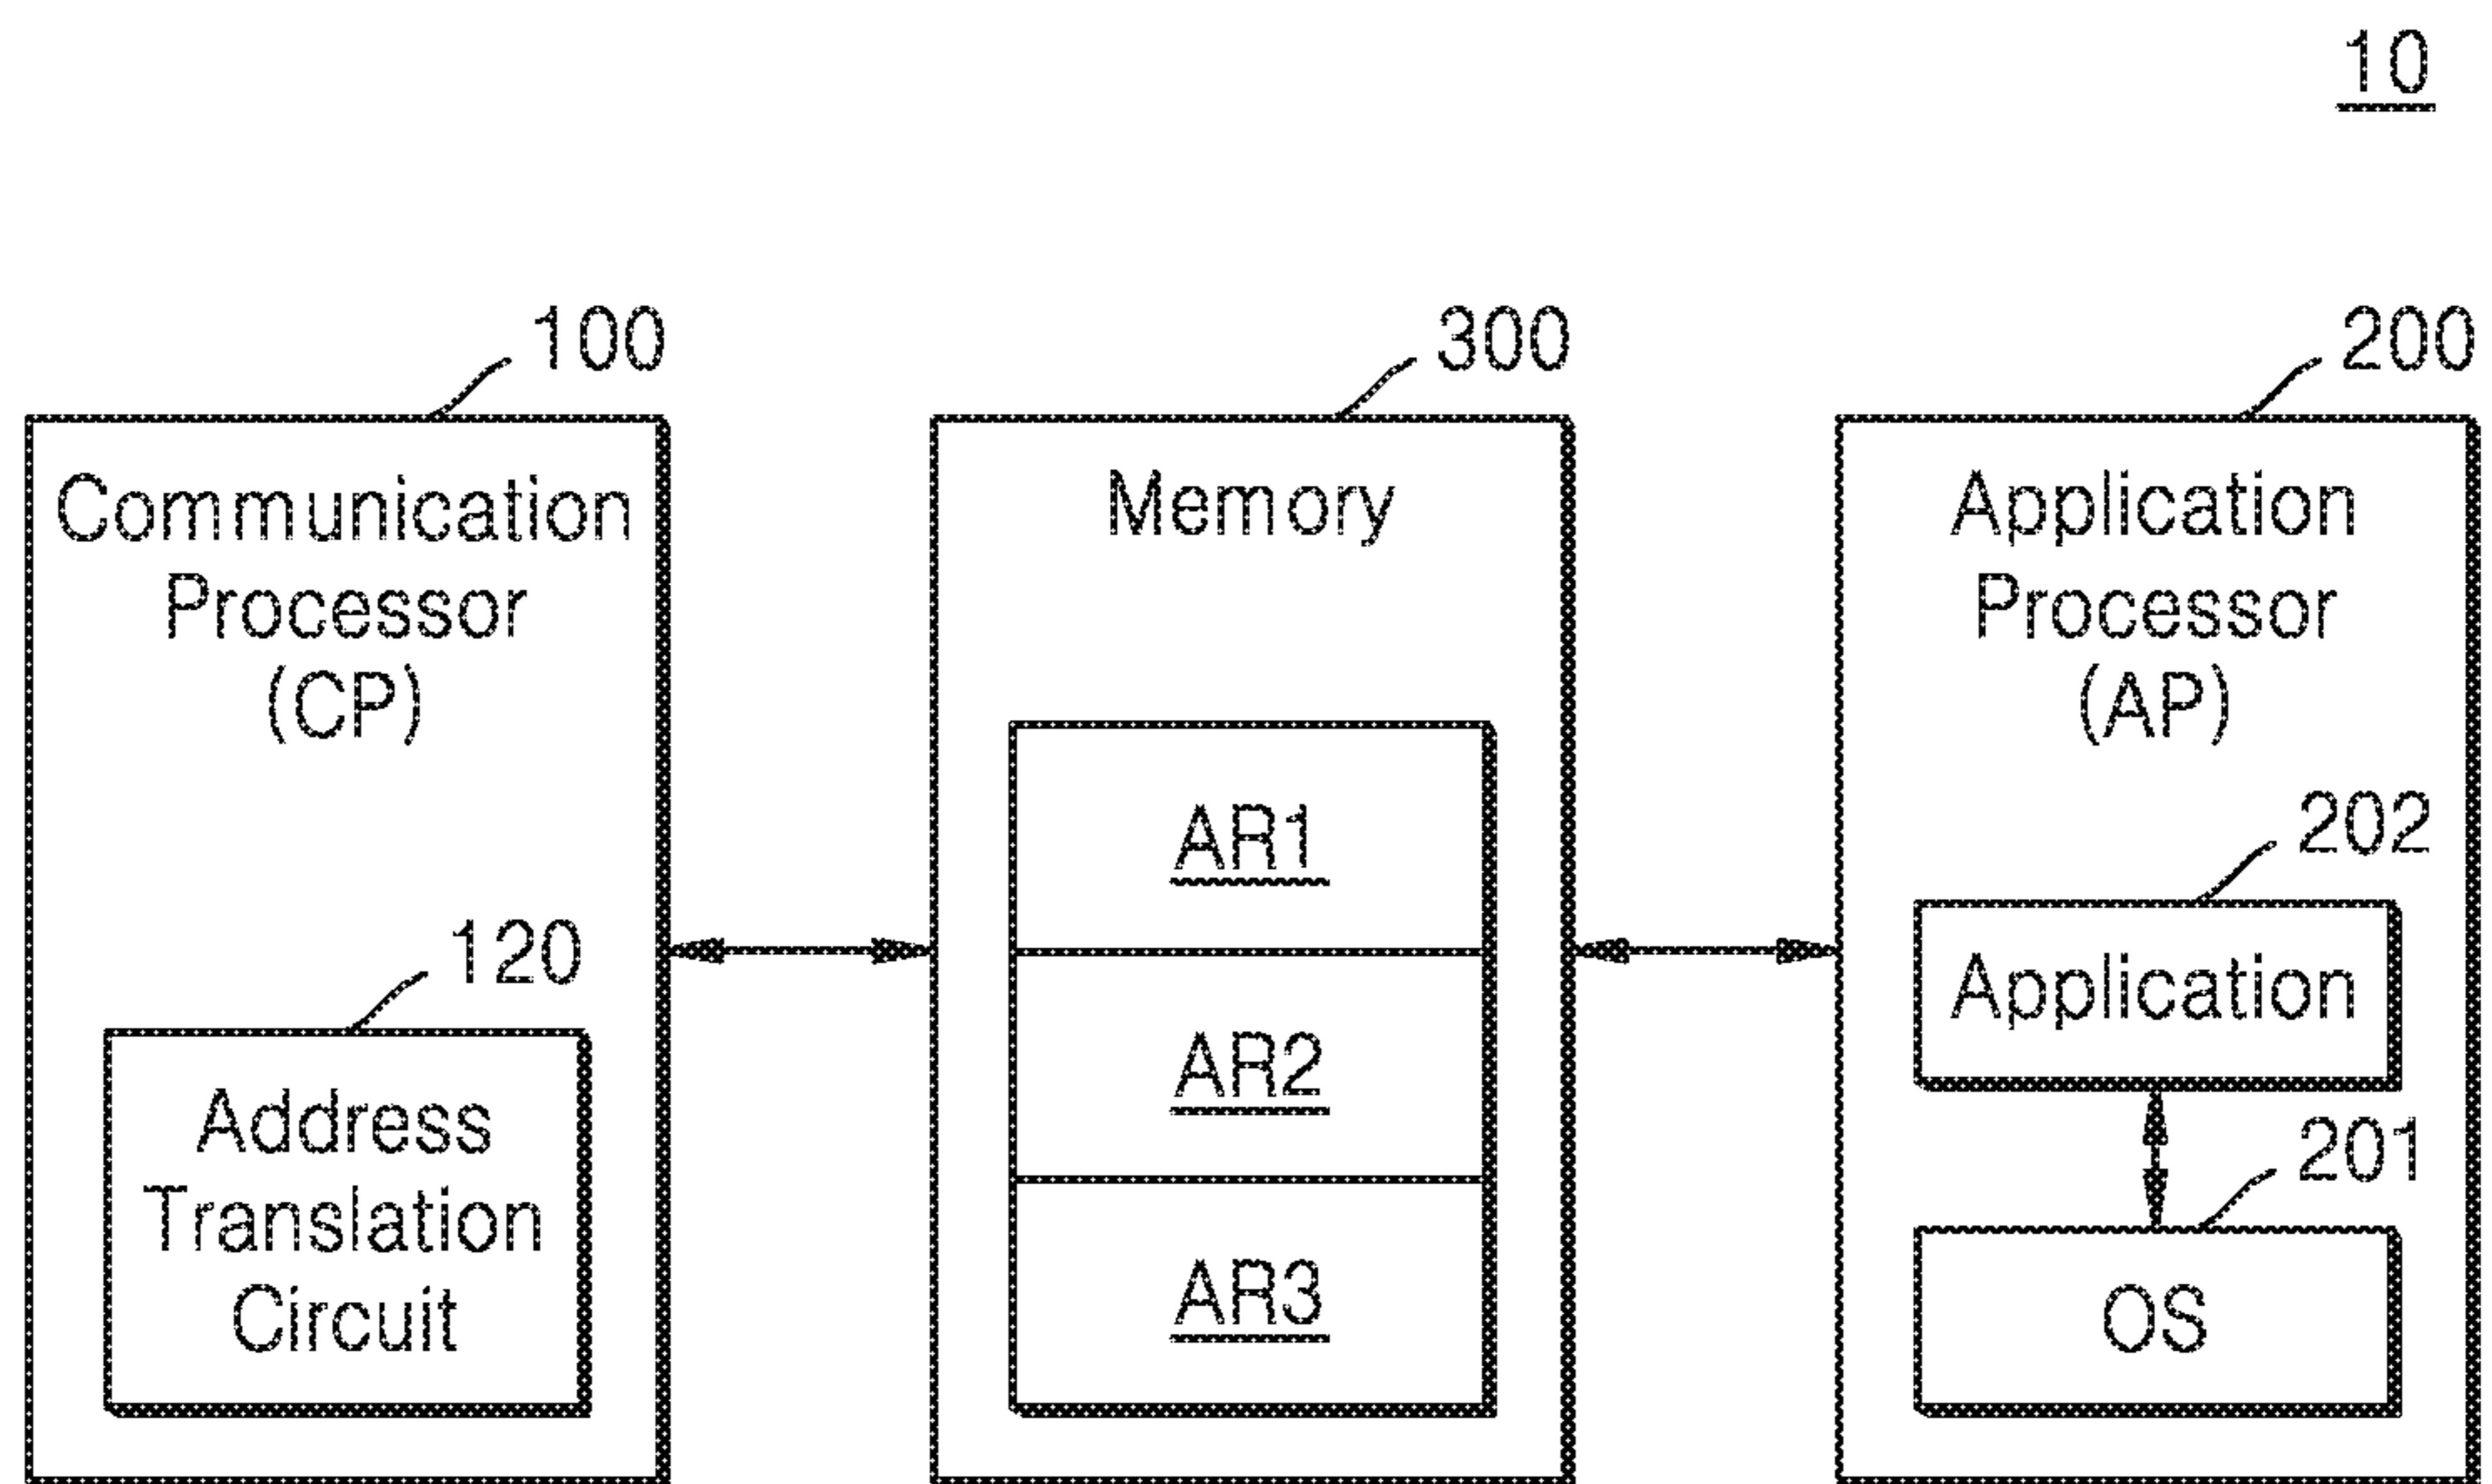 10
100
300
200
Communication
Processor
(CP)
Memory
Application
Processor
(AP)
AR1
AR2
AR3
202
Application
120
Address
Translation
Circuit
201
OS